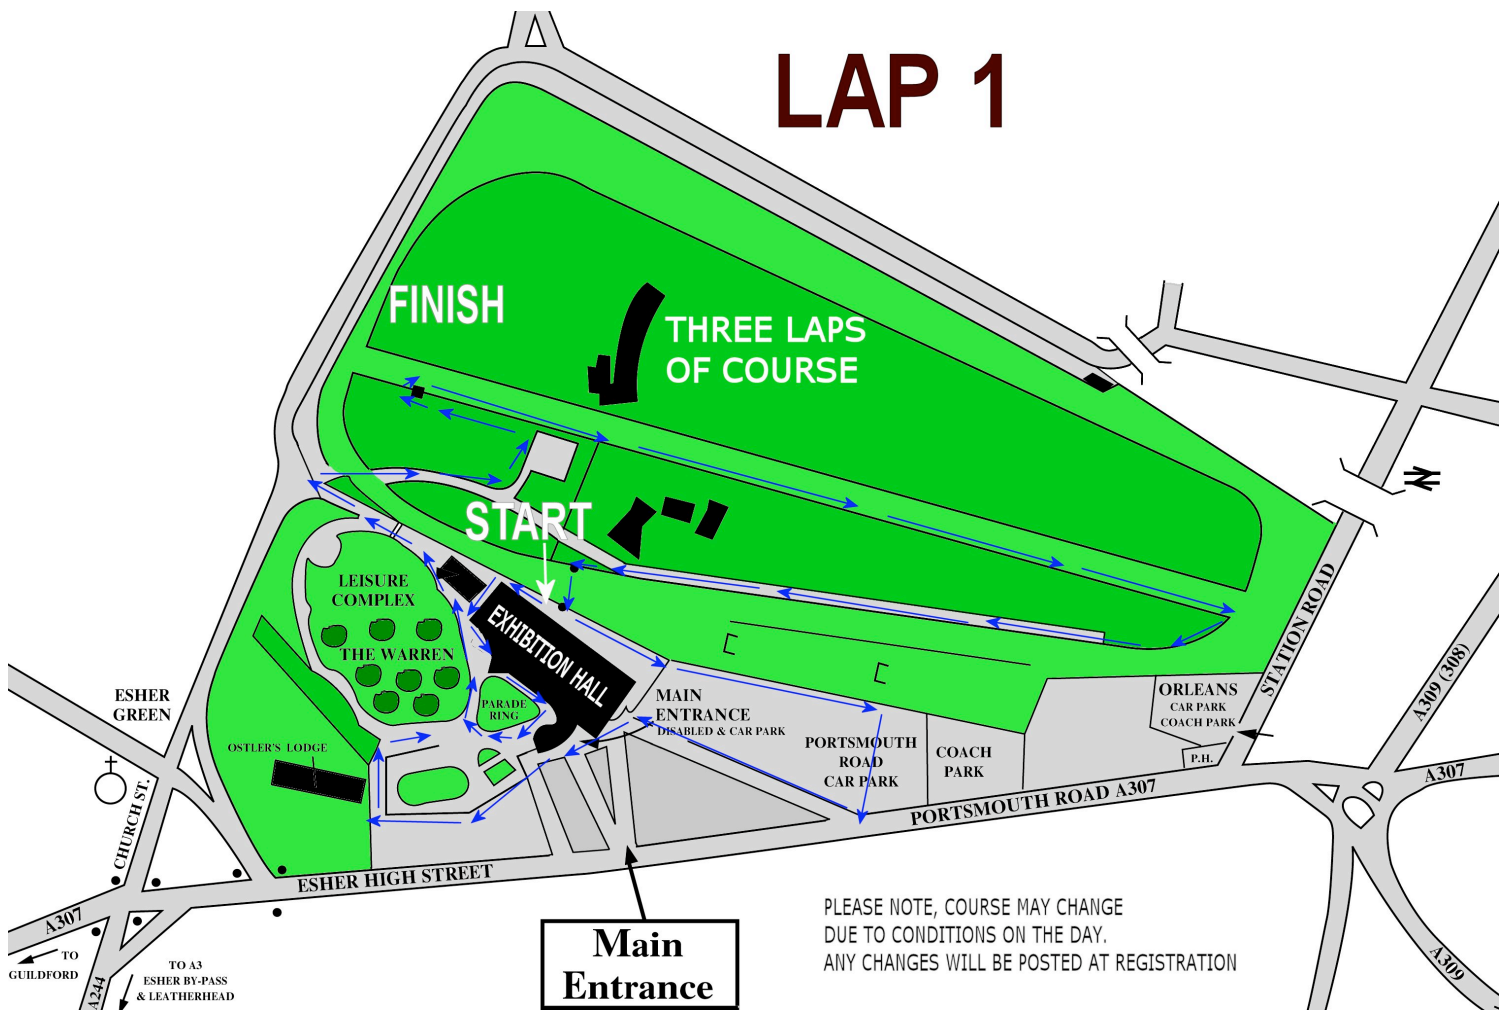 LAP 1
FINISH
THREE LAPS
OF COURSE
START
LEISURE
COMPLEX
THE WARREN
EXHIBITION HALL
PARADE
RING
MAIN
ENTRANCE
DISABLED & CAR PARK
PORTSMOUTH
ROAD
CAR PARK
COACH
PARK
ORLEANS
CAR PARK
COACH PARK
P.H.
STATION ROAD
A309 (308)
A307
PORTSMOUTH ROAD A307
ESHER
GREEN
OSTLER'S LODGE
CHURCH ST.
ESHER HIGH STREET
A307
TO
GUILDFORD
A244
TO A3
ESHER BY-PASS
& LEATHERHEAD
Main
Entrance
A309
PLEASE NOTE, COURSE MAY CHANGE
DUE TO CONDITIONS ON THE DAY.
ANY CHANGES WILL BE POSTED AT REGISTRATION